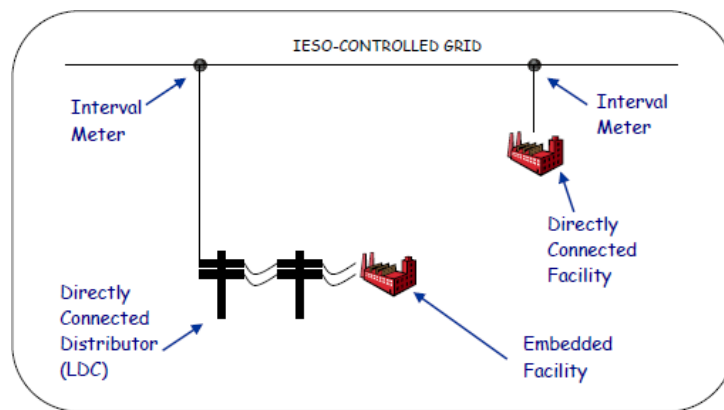 IESO-CONTROLLED GRID
Interval
Meter
Interval
Meter
Directly
Connected
Facility
Directly
Connected
Distributor
(LDC)
Embedded
Facility